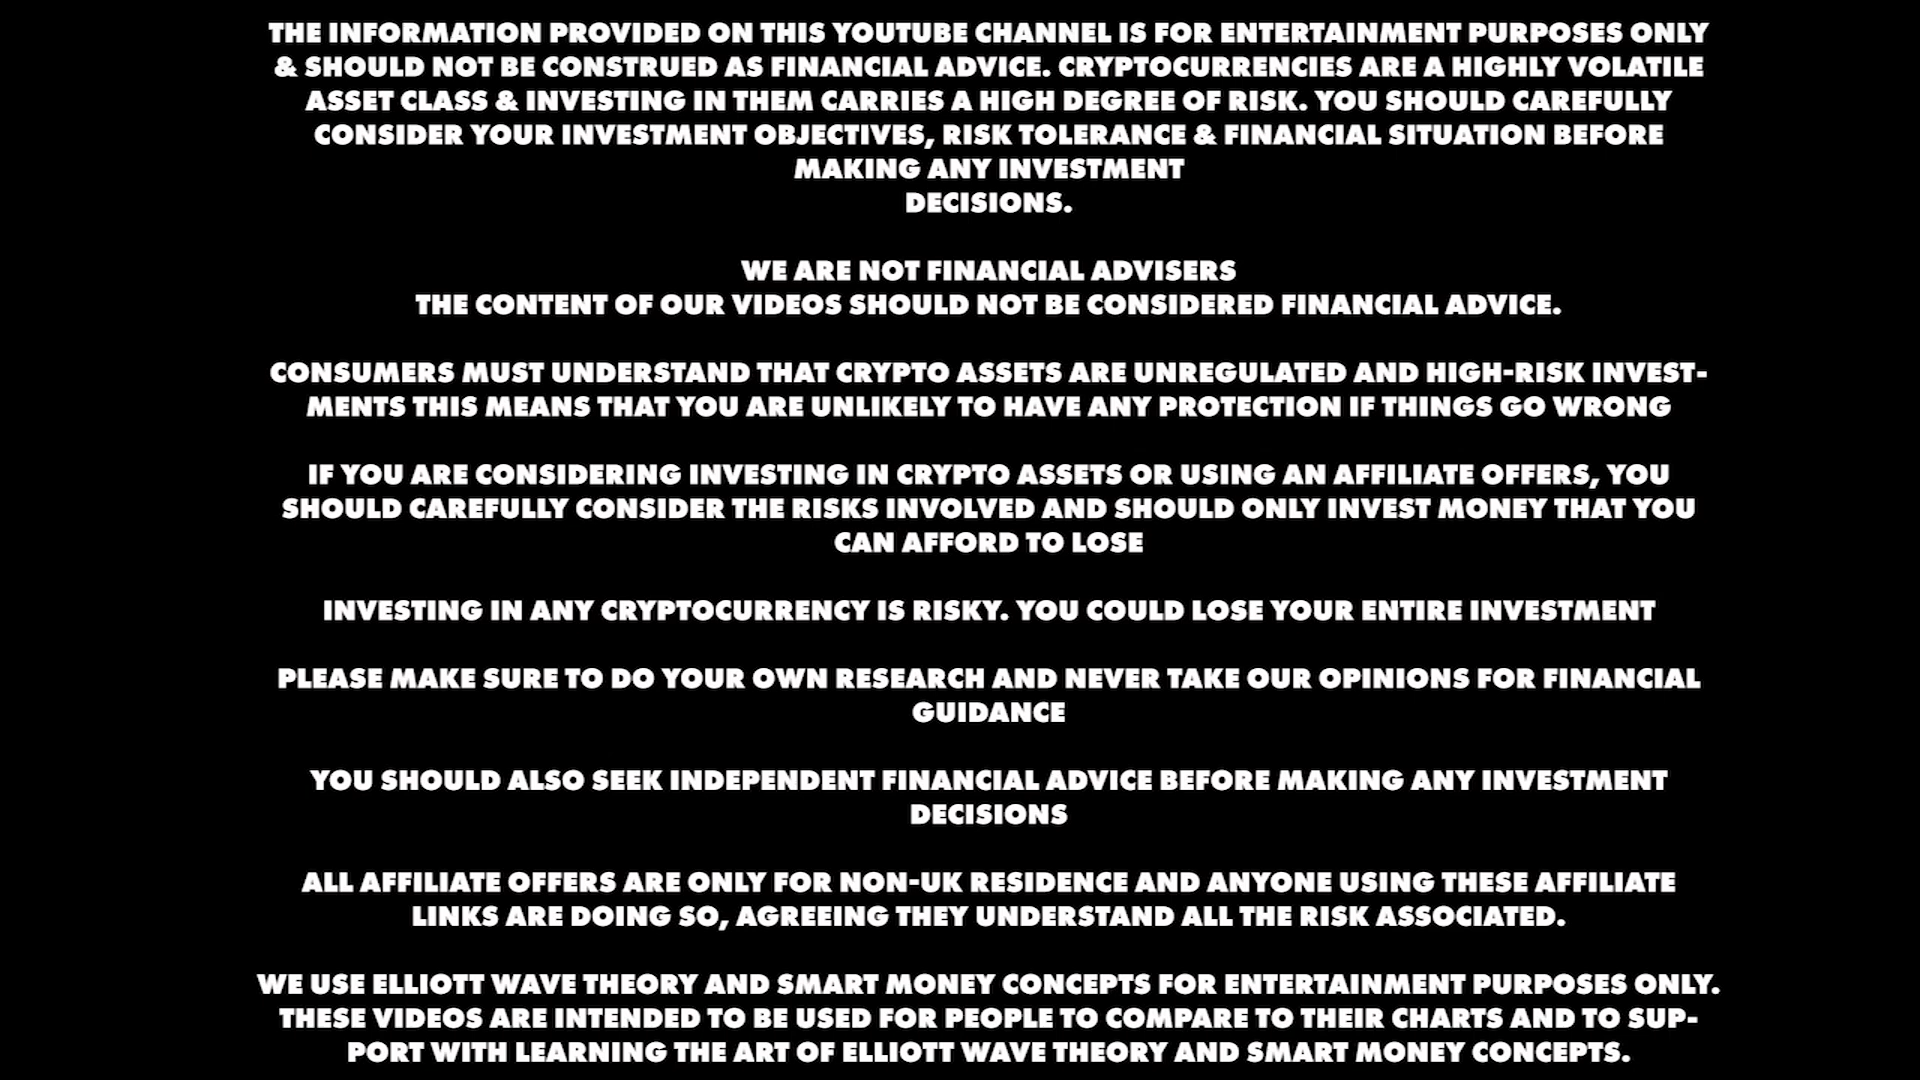 THE INFORMATION PROVIDED ON THIS YOUTUBE CHANNEL IS FOR ENTERTAINMENT PURPOSES ONLY
& SHOULD NOT BE CONSTRUED AS FINANCIAL ADVICE. CRYPTOCURRENCIES ARE A HIGHLY VOLATILE
ASSET CLASS & INVESTING IN THEM CARRIES A HIGH DEGREE OF RISK. YOU SHOULD CAREFULLY
CONSIDER YOUR INVESTMENT OBJECTIVES, RISK TOLERANCE & FINANCIAL SITUATION BEFORE
MAKING ANY INVESTMENT
DECISIONS.
WE ARE NOT FINANCIAL ADVISERS
THE CONTENT OF OUR VIDEOS SHOULD NOT BE CONSIDERED FINANCIAL ADVICE.
CONSUMERS MUST UNDERSTAND THAT CRYPTO ASSETS ARE UNREGULATED AND HIGH-RISK INVEST-
MENTS THIS MEANS THAT YOU ARE UNLIKELY TO HAVE ANY PROTECTION IF THINGS GO WRONG
IF YOU ARE CONSIDERING INVESTING IN CRYPTO ASSETS OR USING AN AFFILIATE OFFERS, YOU
SHOULD CAREFULLY CONSIDER THE RISKS INVOLVED AND SHOULD ONLY INVEST MONEY THAT YOU
CAN AFFORD TO LOSE
INVESTING IN ANY CRYPTOCURRENCY IS RISKY. YOU COULD LOSE YOUR ENTIRE INVESTMENT
PLEASE MAKE SURE TO DO YOUR OWN RESEARCH AND NEVER TAKE OUR OPINIONS FOR FINANCIAL
GUIDANCE
YOU SHOULD ALSO SEEK INDEPENDENT FINANCIAL ADVICE BEFORE MAKING ANY INVESTMENT
DECISIONS
ALL AFFILIATE OFFERS ARE ONLY FOR NON-UK RESIDENCE AND ANYONE USING THESE AFFILIATE
LINKS ARE DOING SO, AGREEING THEY UNDERSTAND ALL THE RISK ASSOCIATED.
WE USE ELLIOTT WAVE THEORY AND SMART MONEY CONCEPTS FOR ENTERTAINMENT PURPOSES ONLY.
THESE VIDEOS ARE INTENDED TO BE USED FOR PEOPLE TO COMPARE TO THEIR CHARTS AND TO SUP-
PORT WITH LEARNING THE ART OF ELLIOTT WAVE THEORY AND SMART MONEY CONCEPTS.